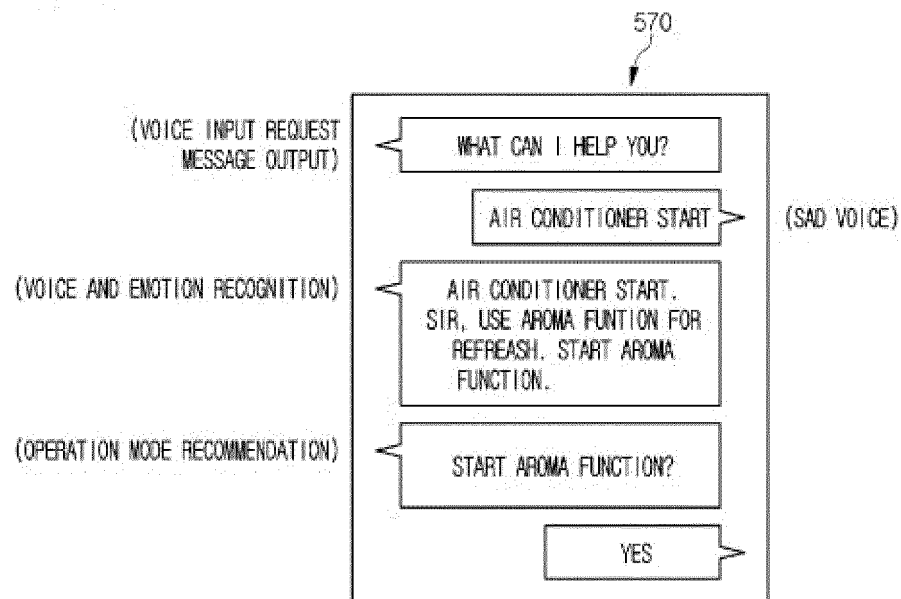 570
(VOICE INPUT REQUEST
MESSAGE OUTPUT)
WHAT CAN I HELP YOU?
AIR CONDITIONER START
(SAD VOICE)
(VOICE AND EMOTION RECOGNITION)
AIR CONDITIONER START.
SIR, USE AROMA FUNTION FOR
REFREASH. START AROMA
FUNCTION.
(OPERATION MODE RECOMMENDATION)
START AROMA FUNCTION?
YES